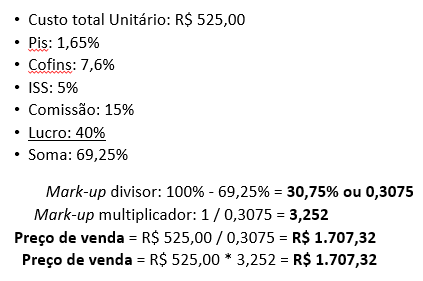 • Custo total Unitário: R$ 525,00
• Pis: 1,65%
• Cofins: 7,6%
• ISS: 5%
• Comissão: 15%
• Lucro: 40%
• Soma: 69,25%
Mark-up divisor: 100% - 69,25% = 30,75% ou 0,3075
Mark-up multiplicador: 1 / 0,3075 = 3,252
Preço de venda = R$ 525,00 / 0,3075 = R$ 1.707,32
Preço de venda = R$ 525,00 * 3,252 = R$ 1.707,32